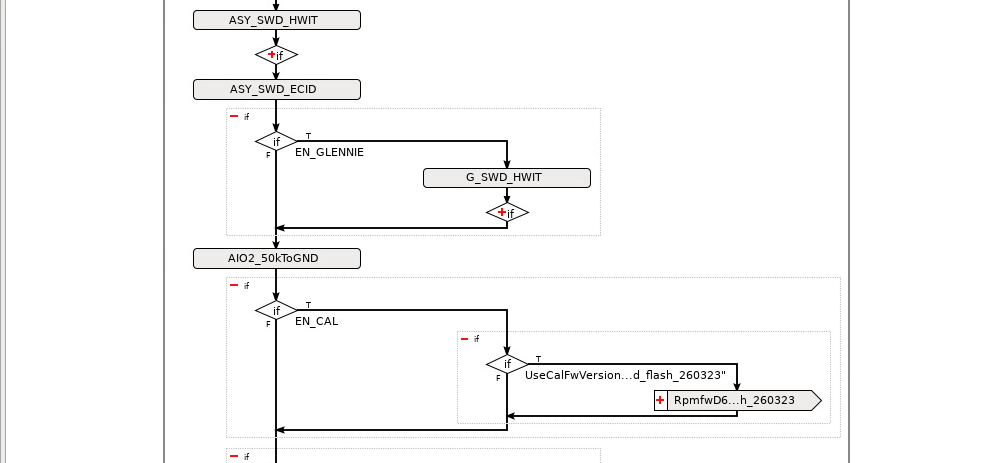 ASY_SWD_HWIT
if
ASY_SWD_ECID
if
if
T
F
EN_GLENNIE
G_SWD_HWIT
if
AIO2_50kToGND
if
if
T
F
EN_CAL
if
if
T
F
UseCalFwVersion...d_flash_260323"
RpmfwD6...h_260323
if